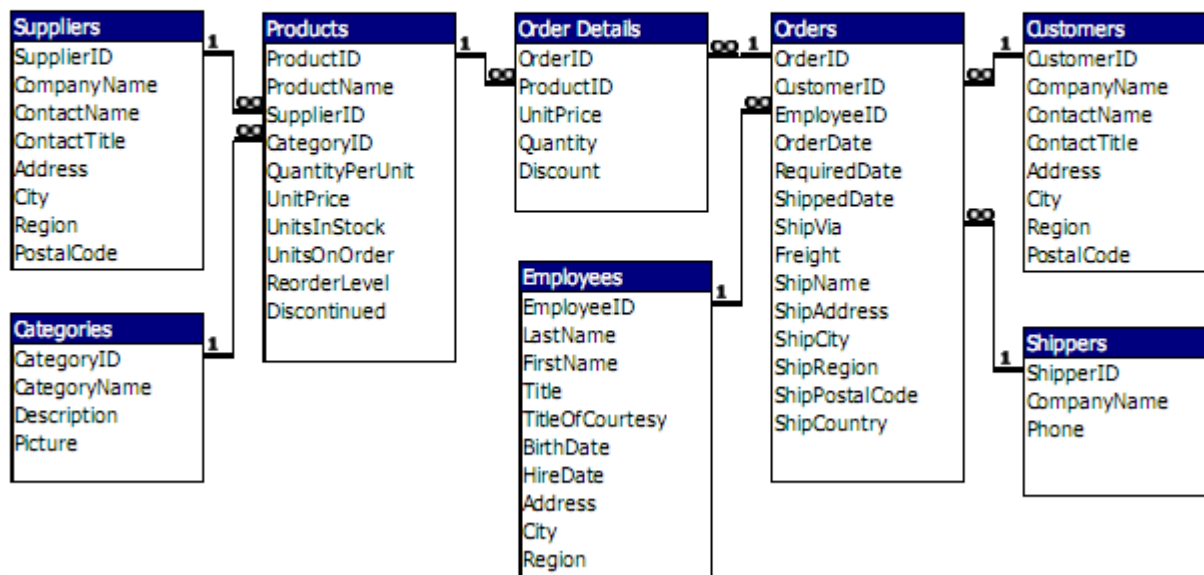 Suppliers
SupplierID
CompanyName
ContactName
ContactTitle
Address
City
Region
PostalCode
1
∞
Categories
CategoryID
CategoryName
Description
Picture
1
∞
Products
ProductID
ProductName
SupplierID
CategoryID
QuantityPerUnit
UnitPrice
UnitsInStock
UnitsOnOrder
ReorderLevel
Discontinued
1
∞
Order Details
OrderID
ProductID
UnitPrice
Quantity
Discount
∞ 1
Employees
EmployeeID
LastName
FirstName
Title
TitleOfCourtesy
BirthDate
HireDate
Address
City
Region
1
∞
Orders
OrderID
CustomerID
EmployeeID
OrderDate
RequiredDate
ShippedDate
ShipVia
Freight
ShipName
ShipAddress
ShipCity
ShipRegion
ShipPostalCode
ShipCountry
1
∞
Customers
CustomerID
CompanyName
ContactName
ContactTitle
Address
City
Region
PostalCode
∞
1
Shippers
ShipperID
CompanyName
Phone